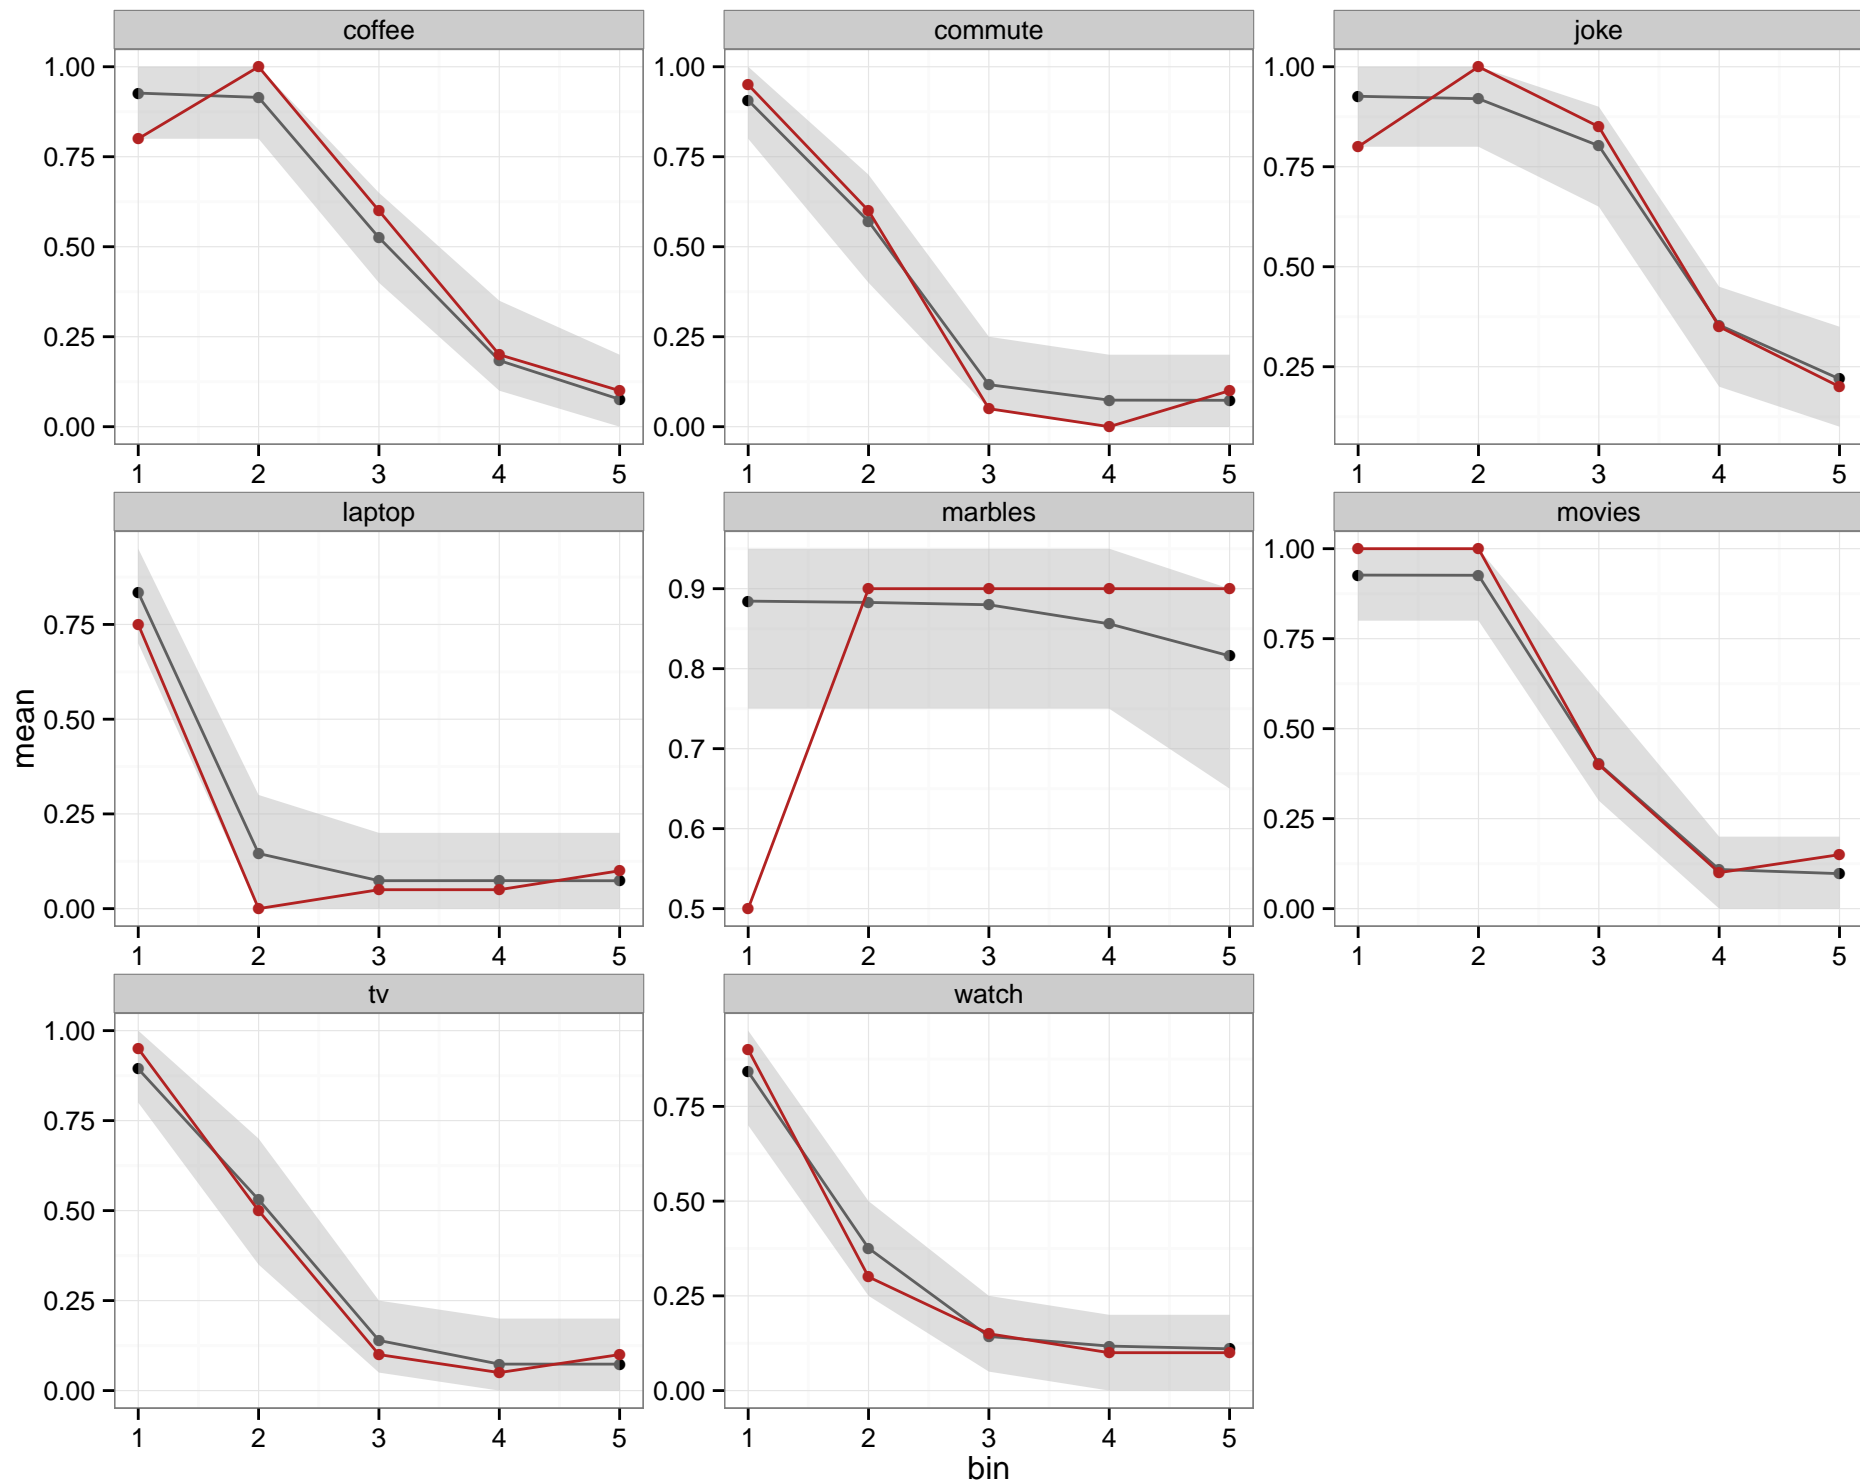 coffee commute joke
1.00 1.00 1.00
0.75 0.75 0.75
0.50 0.50 0.50
0.25 0.25 0.25
0.00 0.00
1 2 3 4 5 1 2 3 4 5 1 2 3 4 5
laptop marbles movies
0.75 0.9 1.00
0.50 0.8 0.75
0.25 0.7 0.50
0.00 0.6 0.25
0.5 0.00
1 2 3 4 5 1 2 3 4 5 1 2 3 4 5
mean
tv watch
1.00 0.75
0.75 0.50
0.50 0.25
0.25 0.00
0.00
1 2 3 4 5 1 2 3 4 5
bin